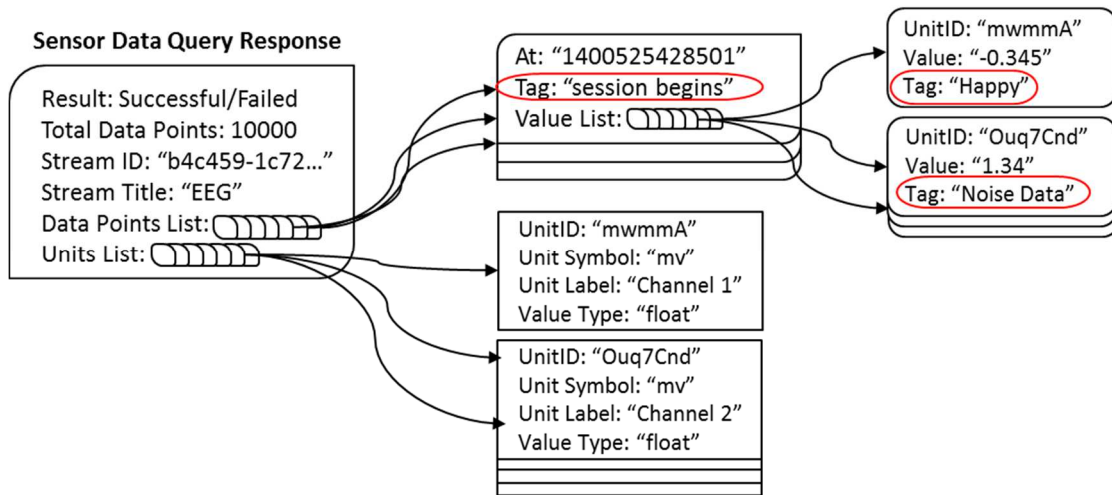 Sensor Data Query Response
Result: Successful/Failed
Total Data Points: 10000
Stream ID: “b4c459-1c72...”
Stream Title: “EEG”
Data Points List:
Units List:
At: “1400525428501”
Tag: “session begins”
Value List:
UnitID: “mwmmA”
Value: “-0.345”
Tag: “Happy”
UnitID: “Ouq7Cnd”
Value: “1.34”
Tag: “Noise Data”
UnitID: “mwmmA”
Unit Symbol: “mv”
Unit Label: “Channel 1”
Value Type: “float”
UnitID: “Ouq7Cnd”
Unit Symbol: “mv”
Unit Label: “Channel 2”
Value Type: “float”